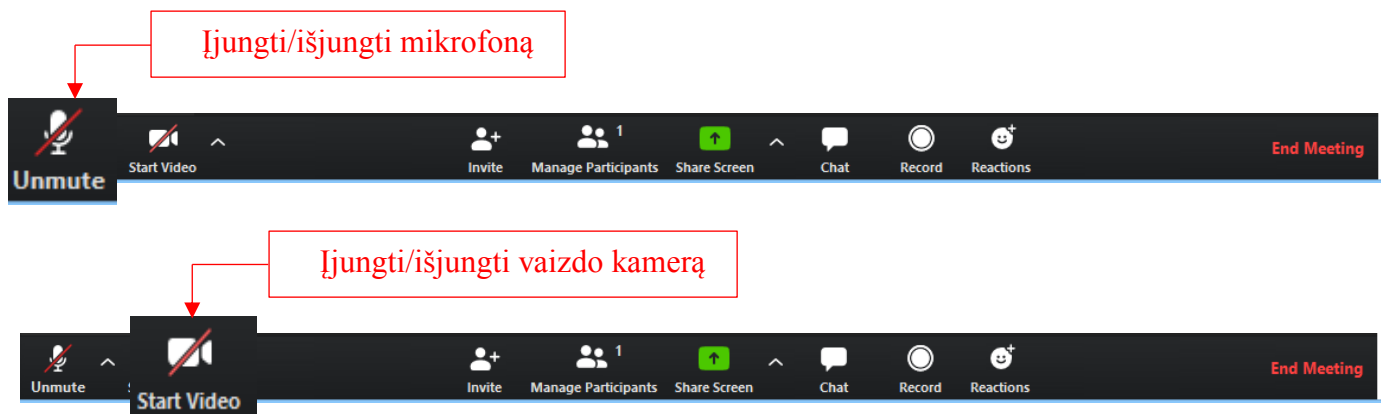 Įjungti/išjungti mikrofoną
Unmute Start Video Invite Manage Participants 1 Share Screen Chat Record Reactions End Meeting
Įjungti/išjungti vaizdo kamerą
Unmute Start Video Invite Manage Participants 1 Share Screen Chat Record Reactions End Meeting